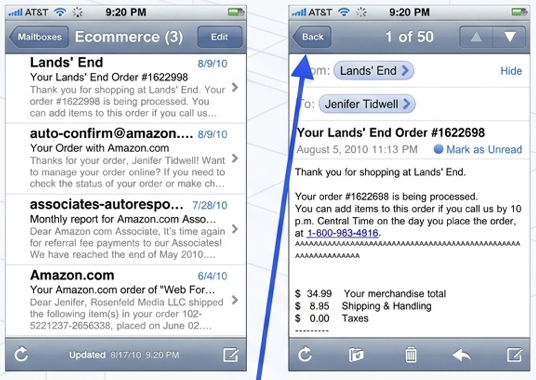 AT&T 9:20 PM
Mailboxes Ecommerce (3) Edit
Lands' End 8/9/10
Your Lands' End Order #1622998
Thank you for shopping at Lands' End. Your
order #1622998 is being processed. You
can add items to this order if you call us...
auto-confirm@amazon.... 8/9/10
Your Order with Amazon.com
Thanks for your order, Jenifer Tidwell! Want
to manage your order online? If you need to
check the status of your order or make ch...
associates-autorespo... 7/28/10
Monthly report for Amazon.com Asso...
Dear Amazon.com Associate, It's time again
for referral fee payments to our Associates!
We have reached the end of May 2010....
Amazon.com 6/4/10
Your Amazon.com order of "Web For...
Dear Jenifer, Rosenfeld Media LLC shipped
the following item(s) in your order 102-
5221237-2656338, placed on June 02....
Updated 8/17/10 9:20 PM
AT&T 9:20 PM
Back 1 of 50
From: Lands' End Hide
To: Jenifer Tidwell
Your Lands' End Order #1622698
August 5, 2010 11:13 PM Mark as Unread
Thank you for shopping at Lands' End.
Your order #1622698 is being processed.
You can add items to this order if you call us by 10
p.m. Central Time on the day you place the order,
at 1-800-963-4816.
^^^^^^^^^^^^^^^^^^^^^^^^^^^^^^^^^^^^^^^^^^^^^^^^
^^^^^^^^^^^^^^
$ 34.99 Your merchandise total
$ 8.95 Shipping & Handling
$ 0.00 Taxes
---------